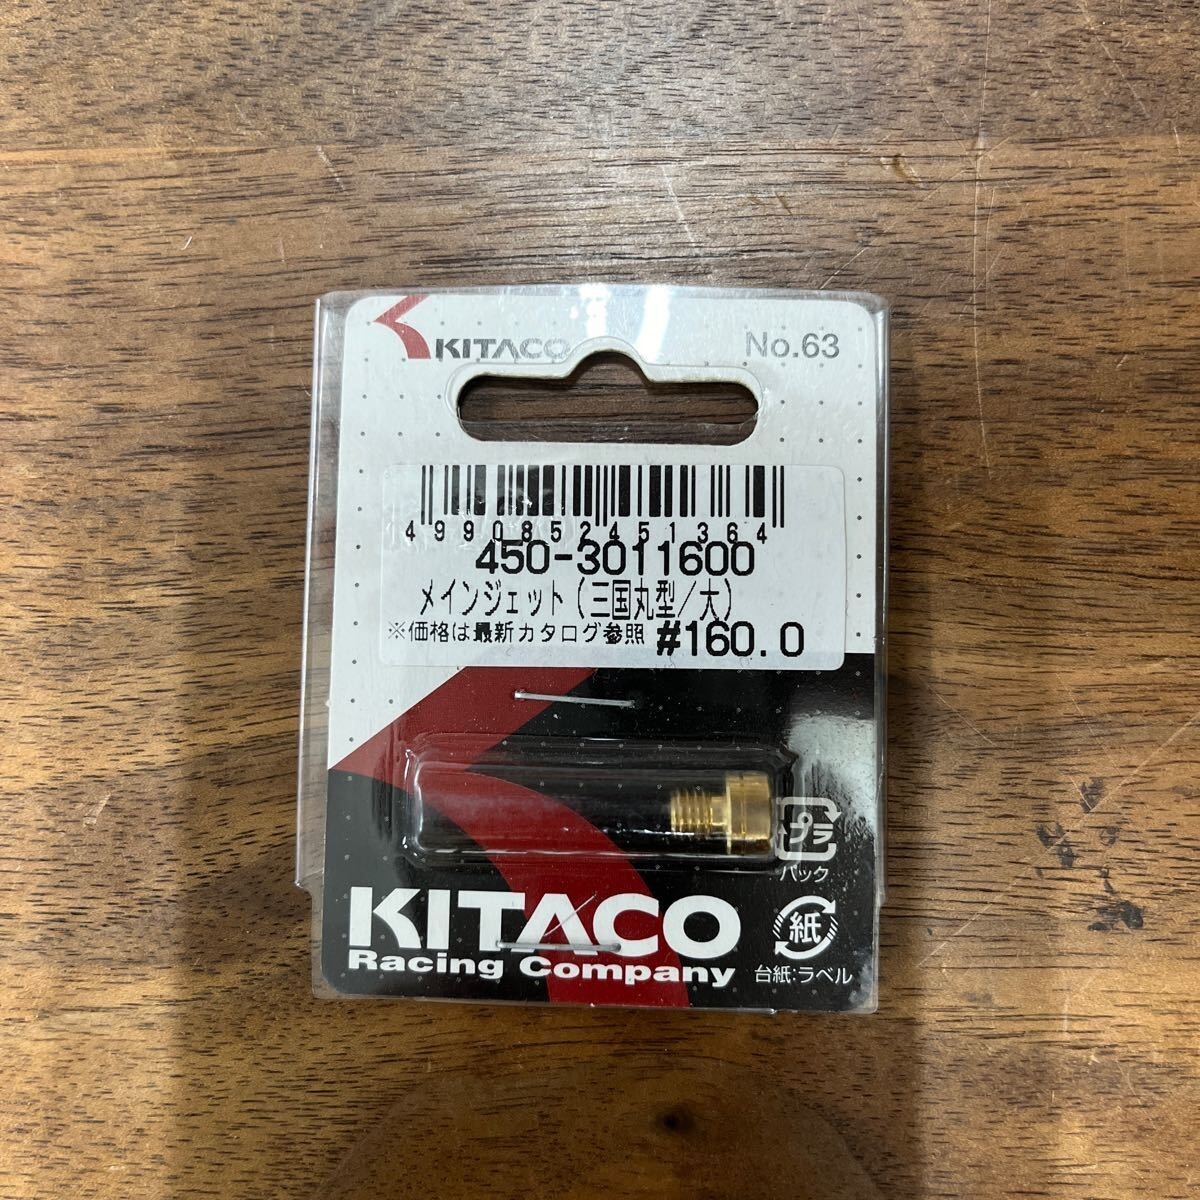 KITACO
No.63
4990852451364
450-3011600
メインジェット(三国丸型/大)
※価格は最新カタログ参照 #160.0
プラ
パック
KITACO
紙
Racing Company
台紙:ラベル